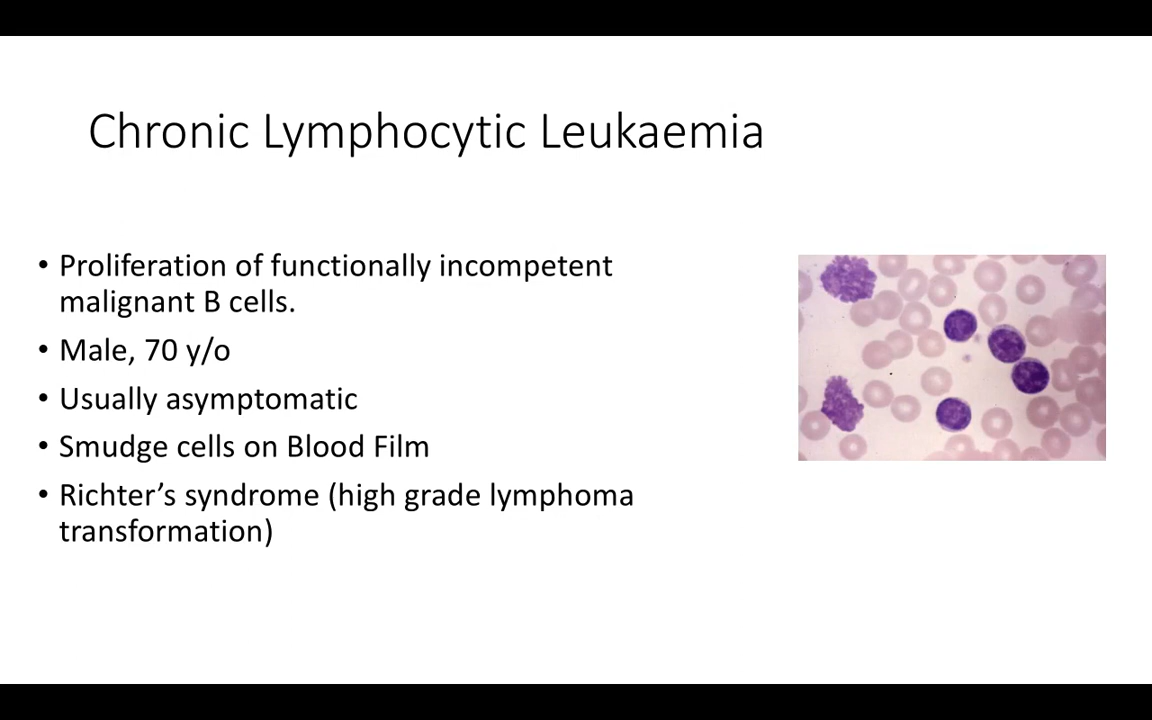 Chronic Lymphocytic Leukaemia
• Proliferation of functionally incompetent
malignant B cells.
• Male, 70 y/o
• Usually asymptomatic
• Smudge cells on Blood Film
• Richter’s syndrome (high grade lymphoma
transformation)